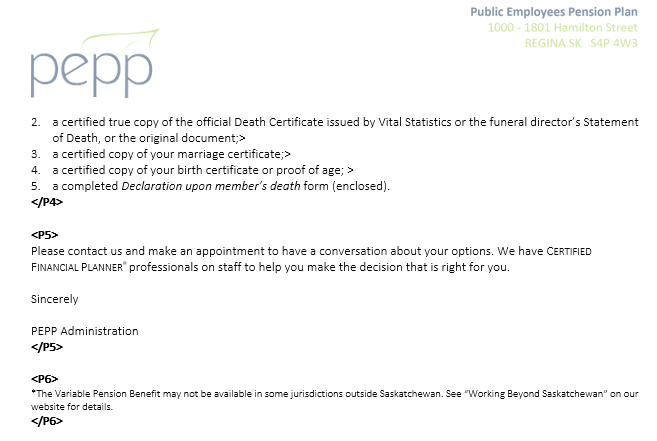 Public Employees Pension Plan
1000 - 1801 Hamilton Street
REGINA SK S4P 4W3
pepp
2. a certified true copy of the official Death Certificate issued by Vital Statistics or the funeral director's Statement
of Death, or the original document;>
3. a certified copy of your marriage certificate;>
4. a certified copy of your birth certificate or proof of age; >
5. a completed Declaration upon member's death form (enclosed).
</P4>
<P5>
Please contact us and make an appointment to have a conversation about your options. We have CERTIFIED
FINANCIAL PLANNER® professionals on staff to help you make the decision that is right for you.
Sincerely
PEPP Administration
</P5>
<P6>
*The Variable Pension Benefit may not be available in some jurisdictions outside Saskatchewan. See "Working Beyond Saskatchewan" on our
website for details.
</P6>